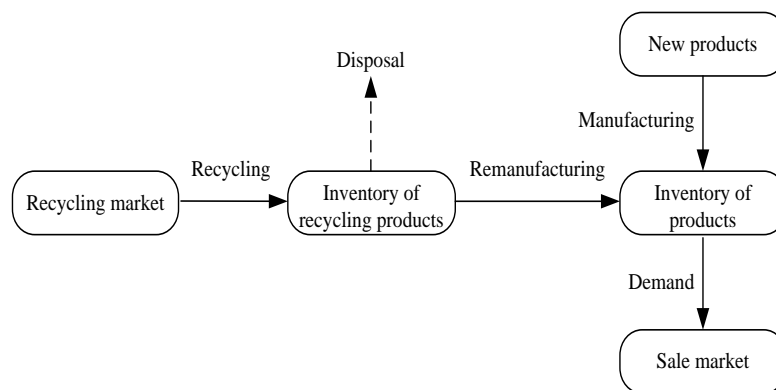 New products
Disposal
Manufacturing
Recycling
Remanufacturing
Recycling market
Inventory of
recycling products
Inventory of
products
Demand
Sale market